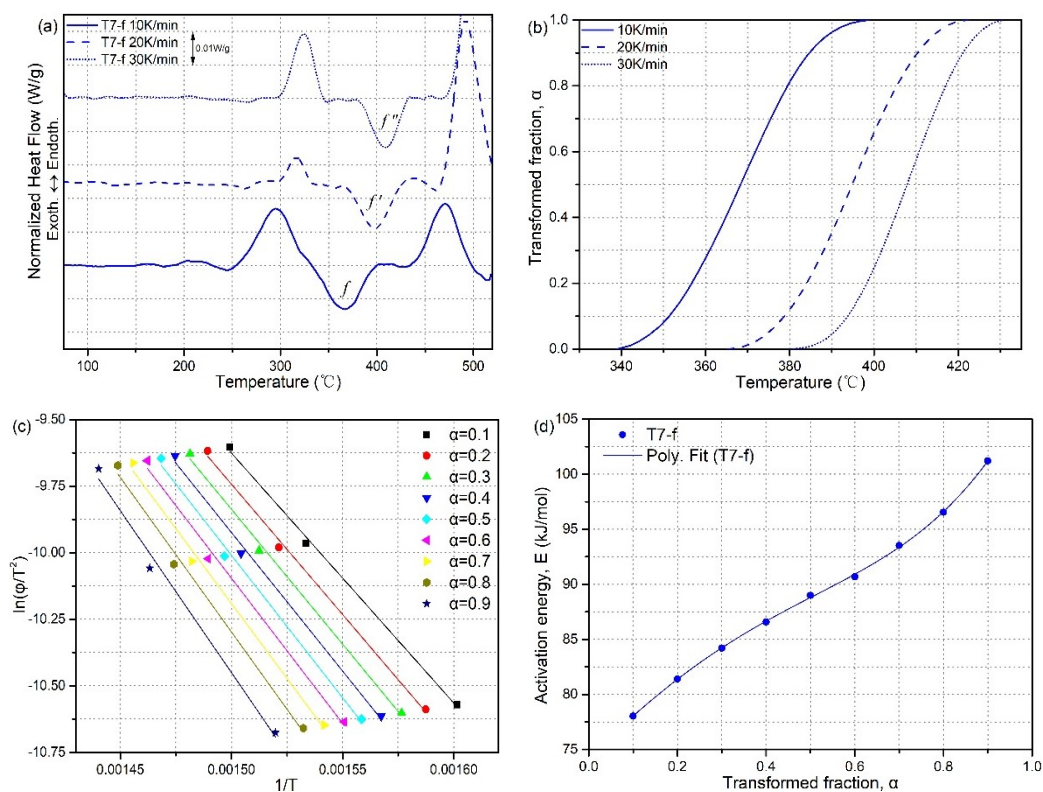 (a)
T7-f 10K/min
T7-f 20K/min
T7-f 30K/min
0.01W/g
f "
f '
f
Normalized Heat Flow (W/g)
Exoth. ↔ Endoth.
100 200 300 400 500
Temperature (℃)
(b)
10K/min
20K/min
30K/min
1.0
0.8
0.6
0.4
0.2
0.0
Transformed fraction, α
340 360 380 400 420
Temperature (℃)
(c)
-9.50
-9.75
-10.00
-10.25
-10.50
-10.75
ln(φ/T²)
α=0.1
α=0.2
α=0.3
α=0.4
α=0.5
α=0.6
α=0.7
α=0.8
α=0.9
0.00145 0.00150 0.00155 0.00160
1/T
(d)
T7-f
Poly. Fit (T7-f)
105
100
95
90
85
80
75
Activation energy, E (kJ/mol)
0.0 0.2 0.4 0.6 0.8 1.0
Transformed fraction, α